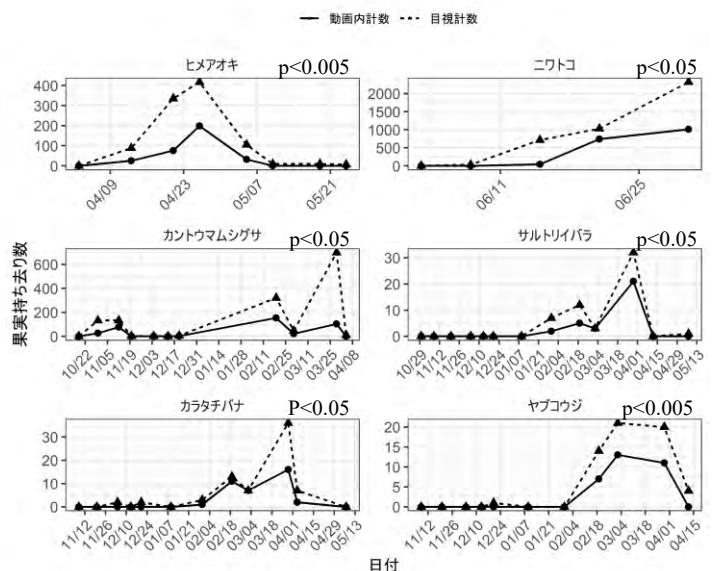 動画内計数 目視計数
ヒメアオキ p<0.005
400
300
200
100
0
04/09 04/23 05/07 05/21
ニワトコ p<0.05
2000
1500
1000
500
0
06/11 06/25
果実持ち去り数
カントウマムシグサ p<0.05
600
400
200
0
10/22 11/05 11/19 12/03 12/17 12/31 01/14 01/28 02/11 02/25 03/11 03/25 04/08
サルトリイバラ p<0.05
30
20
10
0
10/29 11/12 11/26 12/10 12/24 01/07 01/21 02/04 02/18 03/04 03/18 04/01 04/15 04/29 05/13
カラタチバナ P<0.05
30
20
10
0
11/12 11/26 12/10 12/24 01/07 01/21 02/04 02/18 03/04 03/18 04/01 04/15 04/29 05/13
ヤブコウジ p<0.005
20
15
10
5
0
11/12 11/26 12/10 12/24 01/07 01/21 02/04 02/18 03/04 03/18 04/01 04/15
日付